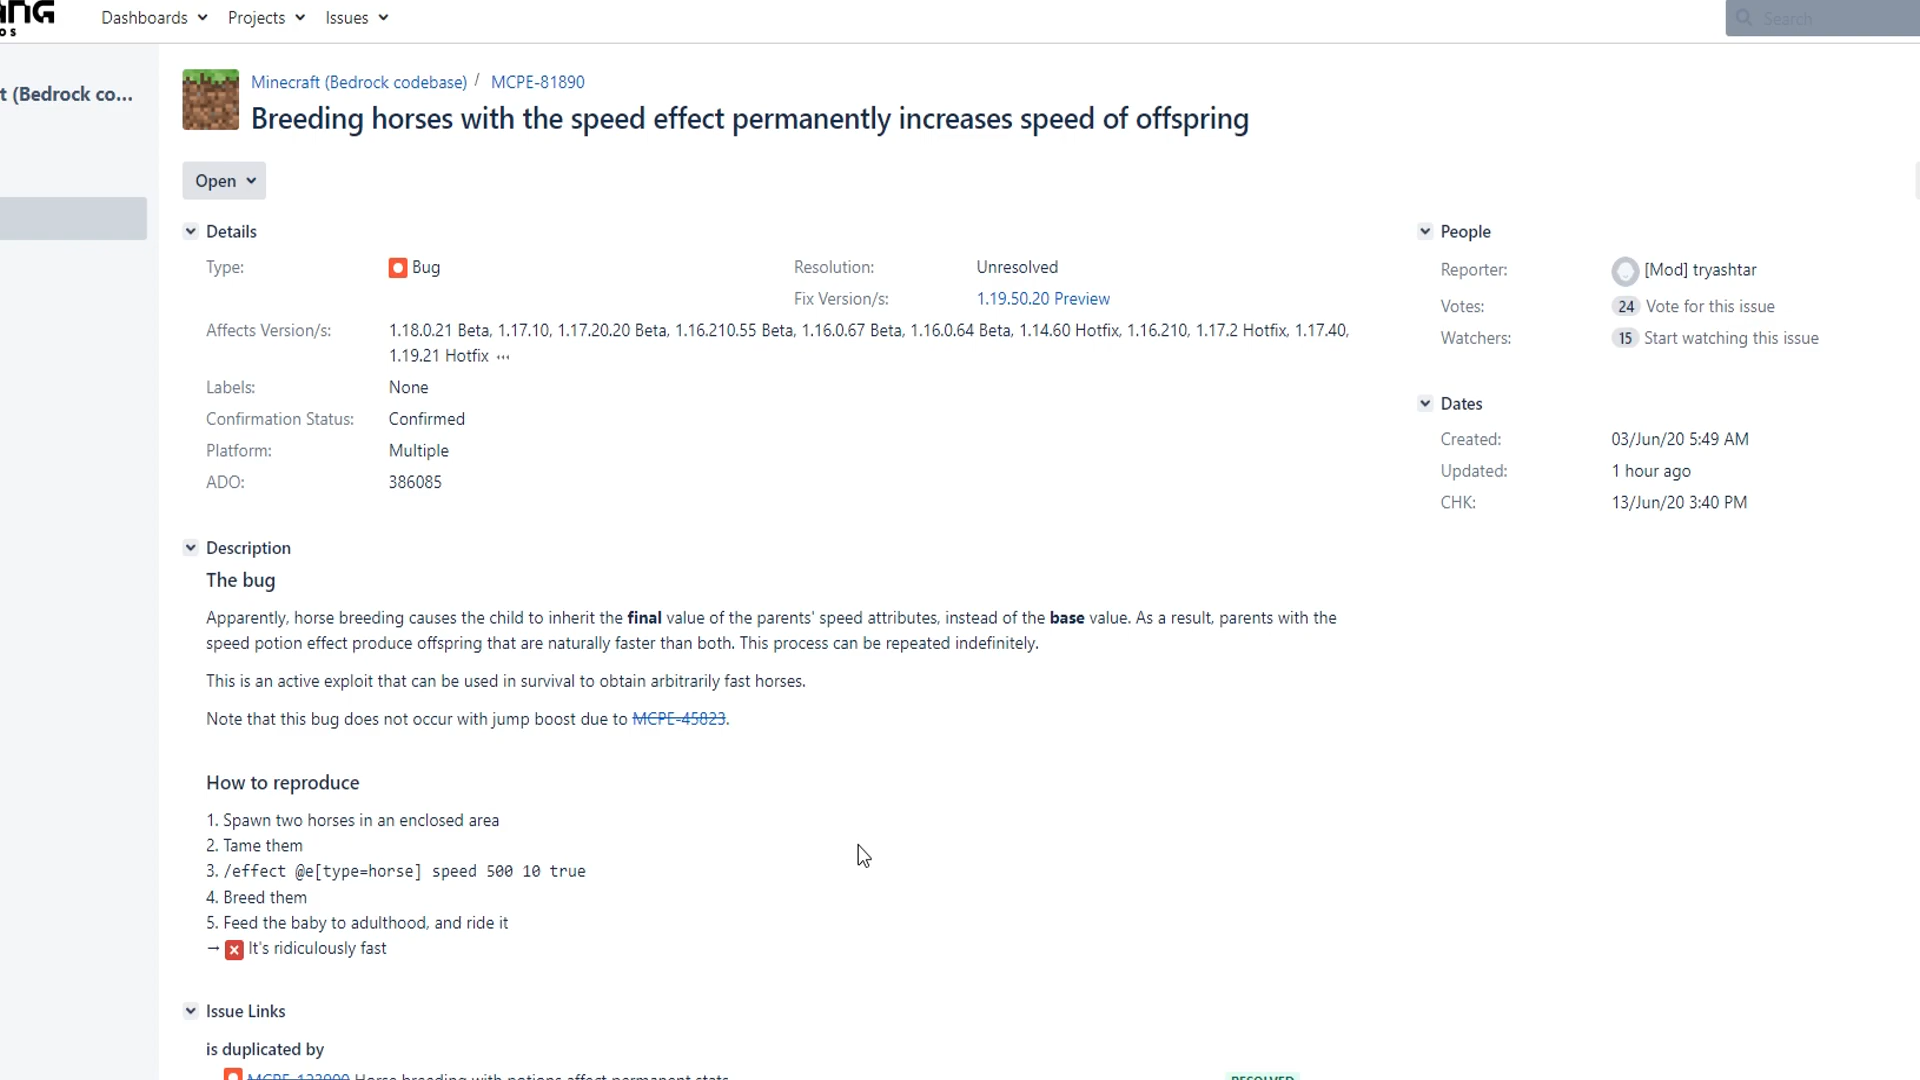 ang
os
Dashboards Projects Issues Search
t (Bedrock co...
Minecraft (Bedrock codebase) / MCPE-81890
Breeding horses with the speed effect permanently increases speed of offspring
Open
Details
Type: Bug
Resolution: Unresolved
Fix Version/s: 1.19.50.20 Preview
Affects Version/s: 1.18.0.21 Beta, 1.17.10, 1.17.20.20 Beta, 1.16.210.55 Beta, 1.16.0.67 Beta, 1.16.0.64 Beta, 1.14.60 Hotfix, 1.16.210, 1.17.2 Hotfix, 1.17.40,
1.19.21 Hotfix ···
Labels: None
Confirmation Status: Confirmed
Platform: Multiple
ADO: 386085
People
Reporter: [Mod] tryashtar
Votes: 24 Vote for this issue
Watchers: 15 Start watching this issue
Dates
Created: 03/Jun/20 5:49 AM
Updated: 1 hour ago
CHK: 13/Jun/20 3:40 PM
Description
The bug
Apparently, horse breeding causes the child to inherit the final value of the parents' speed attributes, instead of the base value. As a result, parents with the
speed potion effect produce offspring that are naturally faster than both. This process can be repeated indefinitely.
This is an active exploit that can be used in survival to obtain arbitrarily fast horses.
Note that this bug does not occur with jump boost due to MCPE-45823.
How to reproduce
1. Spawn two horses in an enclosed area
2. Tame them
3. /effect @e[type=horse] speed 500 10 true
4. Breed them
5. Feed the baby to adulthood, and ride it
→ It's ridiculously fast
Issue Links
is duplicated by
Horse breeding with potions affect permanent stats RESOLVED